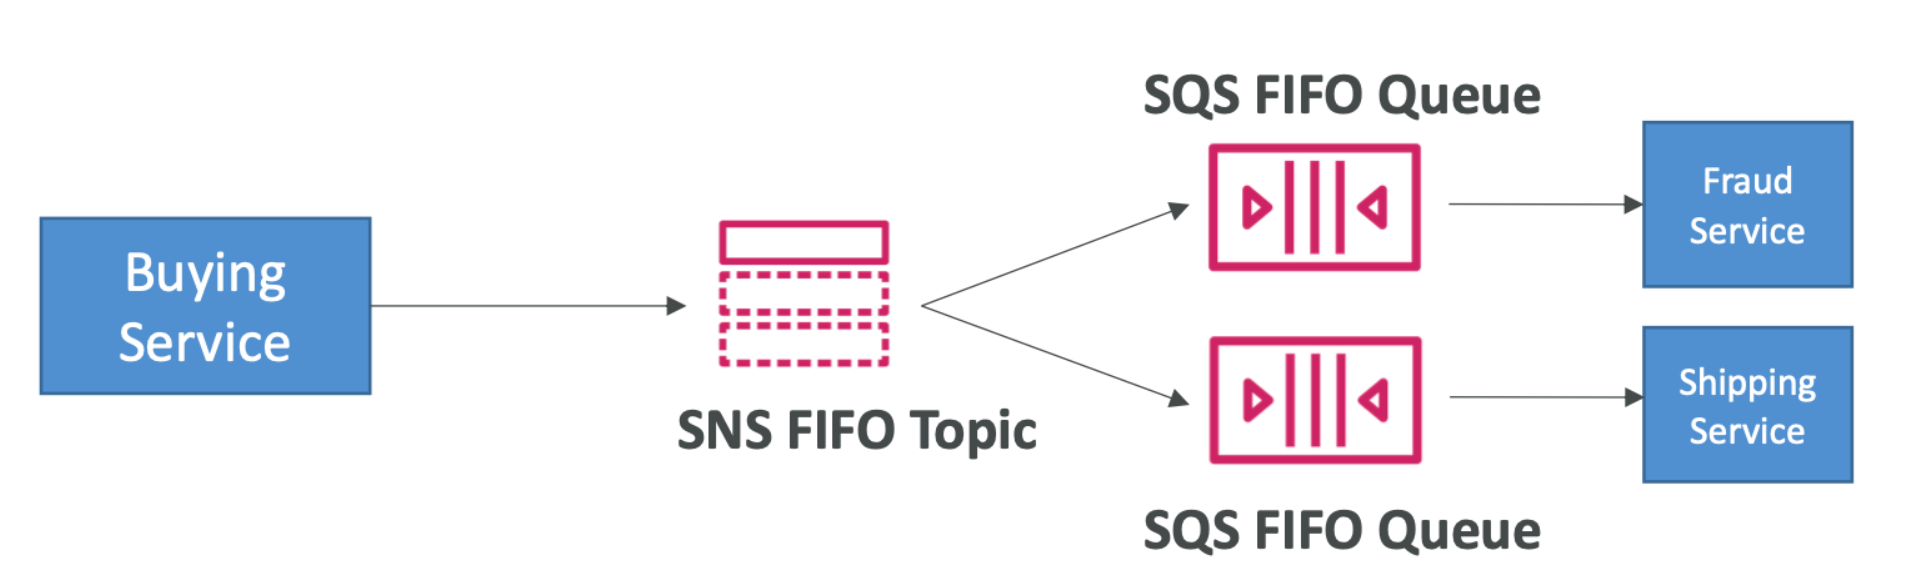 Buying
Service
SNS FIFO Topic
SQS FIFO Queue
Fraud
Service
Shipping
Service
SQS FIFO Queue